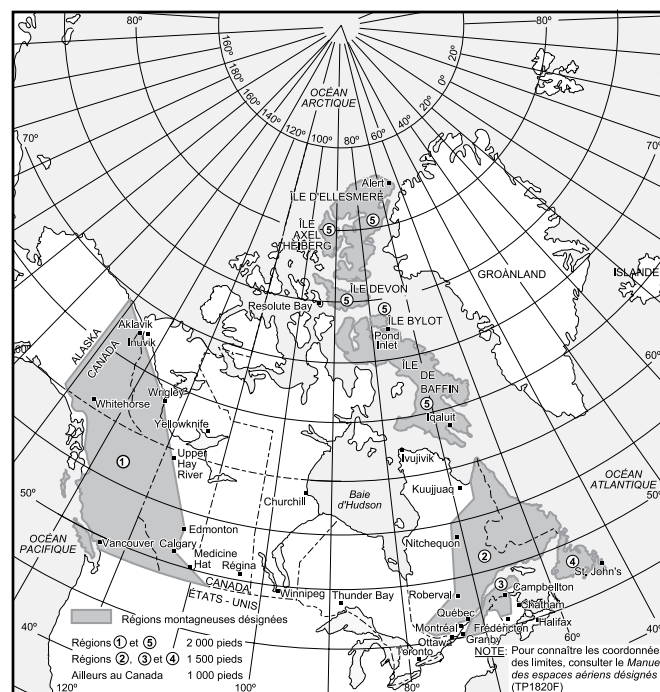 80°
80°
160°
180°
160°
140°
120°
100°
80°
60°
40°
20°
0°
20°
OCÉAN
ARCTIQUE
70°
70°
Alert
ÎLE D'ELLESMERE
ÎLE
AXEL
HEIBERG
5
5
GROÀNLAND
ISLANDE
ÎLE DEVON
Resolute Bay
5
5
ÎLE BYLOT
Pond
Inlet
ALASKA
CANADA
Aklavik
Inuvik
60°
60°
ÎLE
DE
BAFFIN
5
Iqaluit
Whitehorse
Wrigley
Yellowknife
1
Upper
Hay
River
Ivujivik
Kuujjuaq
OCÉAN
ATLANTIQUE
50°
50°
Churchill
Baie
d'Hudson
OCÉAN
PACIFIQUE
Vancouver
Edmonton
Calgary
Medicine
Hat
Régina
Nitchequon
2
4
St. John's
CANADA
ÉTATS - UNIS
Winnipeg
Thunder Bay
Roberval
3
Campbellton
Chatham
Québec
Montréal
Ottawa
Frédéricton
Halifax
Granby
Toronto
40°
60°
40°
120°
100°
80°
Régions montagneuses désignées
Régions 1 et 5 2 000 pieds
Régions 2, 3 et 4 1 500 pieds
Ailleurs au Canada 1 000 pieds
NOTE: Pour connaître les coordonnée
des limites, consulter le Manue
des espaces aériens désignés
(TP1820F)